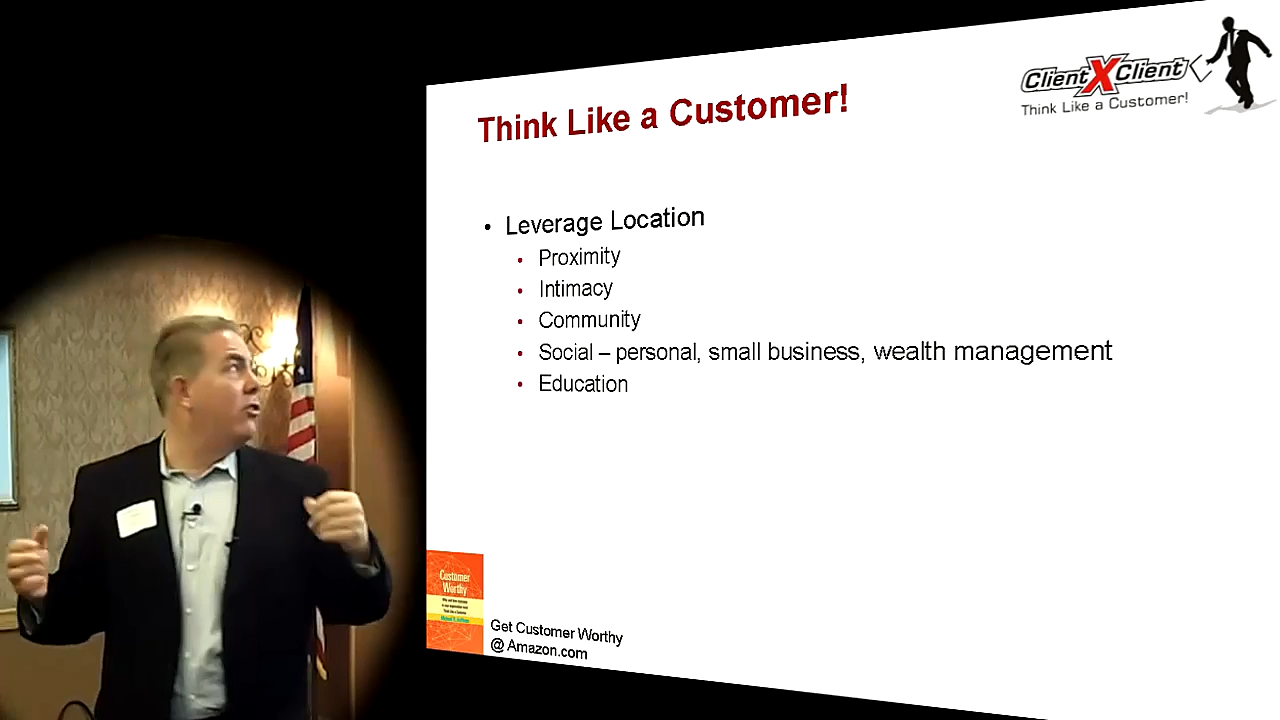 Think Like a Customer!
ClientXClient
Think Like a Customer!
• Leverage Location
• Proximity
• Intimacy
• Community
• Social – personal, small business, wealth management
• Education
Customer
Worthy
Get Customer Worthy
@ Amazon.com